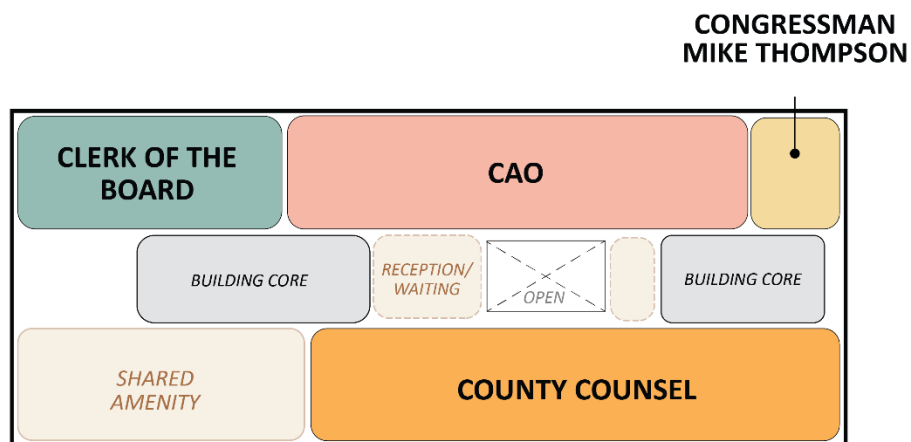 CONGRESSMAN
MIKE THOMPSON
CLERK OF THE
BOARD
CAO
BUILDING CORE
RECEPTION/
WAITING
OPEN
BUILDING CORE
SHARED
AMENITY
COUNTY COUNSEL